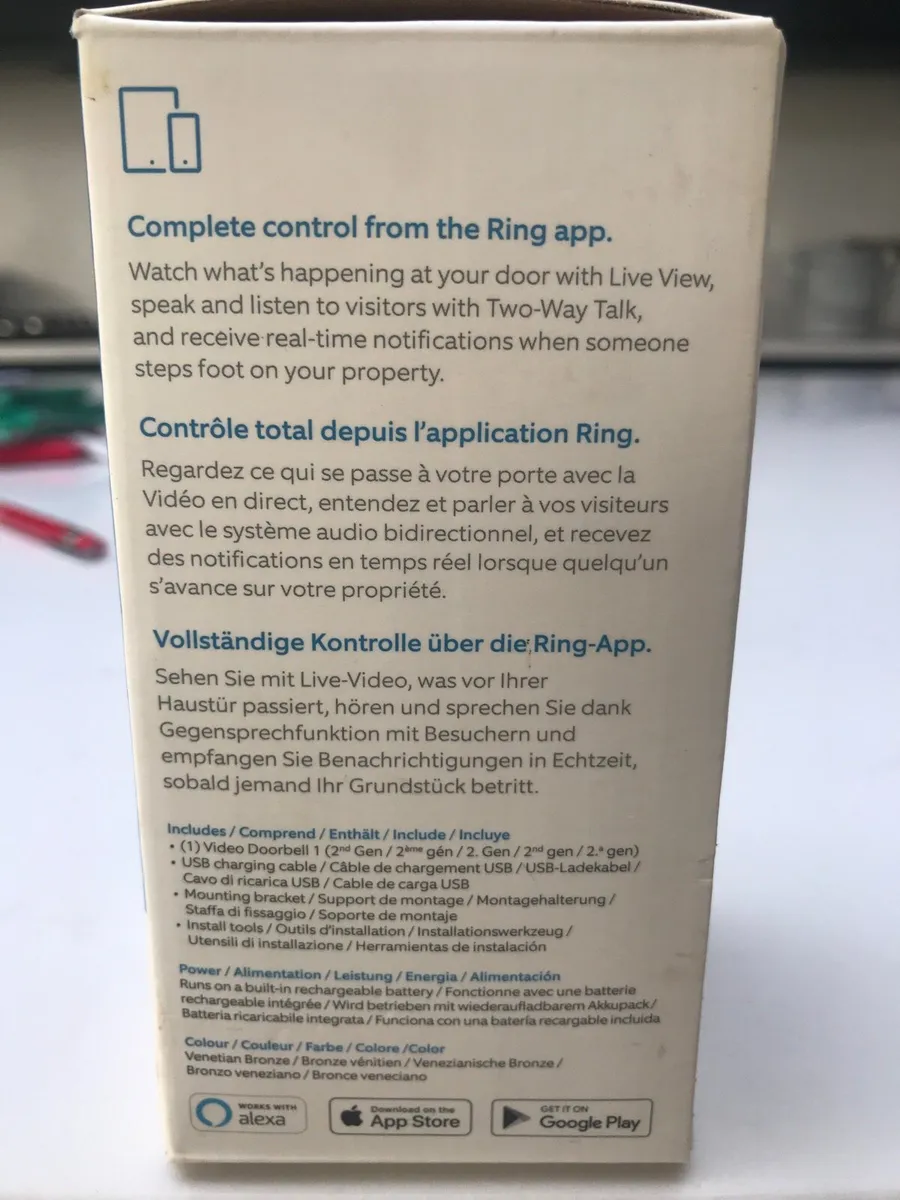 Complete control from the Ring app.
Watch what's happening at your door with Live View,
speak and listen to visitors with Two-Way Talk,
and receive real-time notifications when someone
steps foot on your property.
Contrôle total depuis l'application Ring.
Regardez ce qui se passe à votre porte avec la
Vidéo en direct, entendez et parler à vos visiteurs
avec le système audio bidirectionnel, et recevez
des notifications en temps réel lorsque quelqu'un
s'avance sur votre propriété.
Vollständige Kontrolle über die Ring-App.
Sehen Sie mit Live-Video, was vor Ihrer
Haustür passiert, hören und sprechen Sie dank
Gegensprechfunktion mit Besuchern und
empfangen Sie Benachrichtigungen in Echtzeit,
sobald jemand Ihr Grundstück betritt.
Includes / Comprend / Enthält / Include / Incluye
• (1) Video Doorbell 1 (2nd Gen / 2ème gén / 2. Gen / 2nd gen / 2.ª gen)
• USB charging cable / Câble de chargement USB / USB-Ladekabel /
Cavo di ricarica USB / Cable de carga USB
• Mounting bracket / Support de montage / Montagehalterung /
Staffa di fissaggio / Soporte de montaje
• Install tools / Outils d'installation / Installationswerkzeug /
Utensili di installazione / Herramientas de instalación
Power / Alimentation / Leistung / Energia / Alimentación
Runs on a built-in rechargeable battery / Fonctionne avec une batterie
rechargeable intégrée / Wird betrieben mit wiederaufladbarem Akkupack/
Batteria ricaricabile integrata / Funciona con una batería recargable incluida
Colour / Couleur / Farbe / Colore /Color
Venetian Bronze / Bronze vénitien / Venezianische Bronze /
Bronzo veneziano / Bronce veneciano
WORKS WITH
alexa
Download on the
App Store
GET IT ON
Google Play